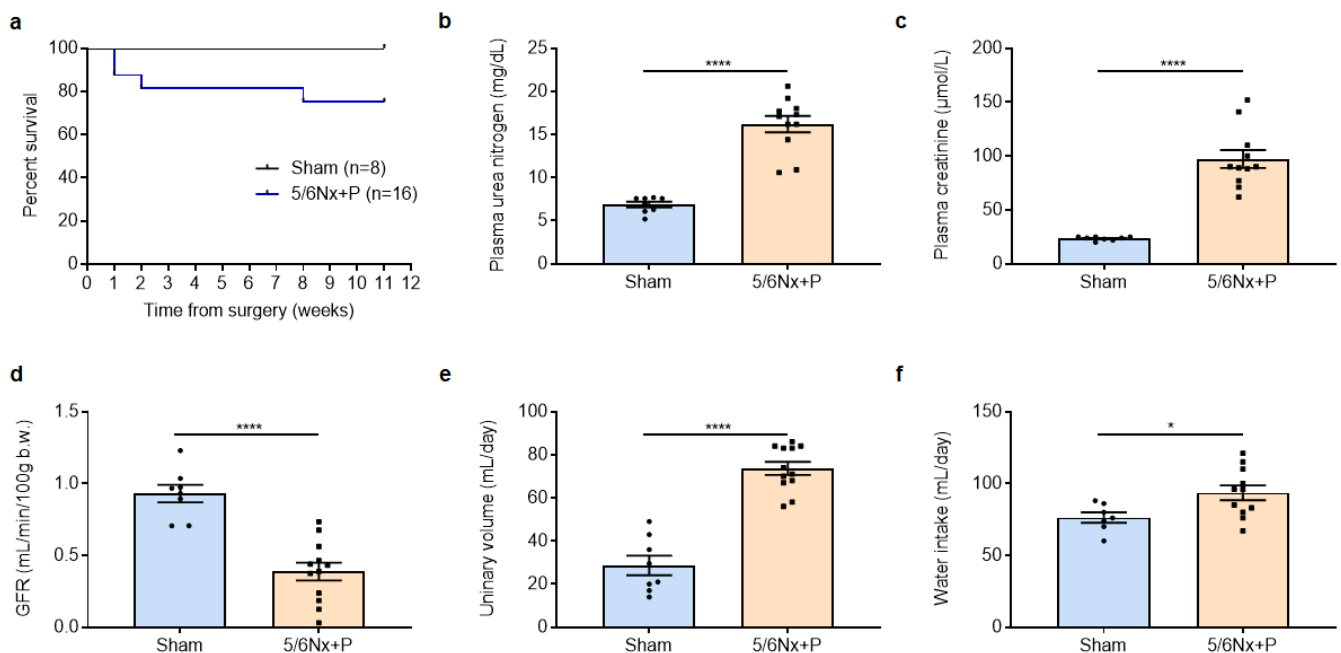 a
100
80
60
40
20
0
Percent survival
Sham (n=8)
5/6Nx+P (n=16)
0 1 2 3 4 5 6 7 8 9 10 11 12
Time from surgery (weeks)
b
25
20
15
10
5
0
Plasma urea nitrogen (mg/dL)
****
Sham 5/6Nx+P
c
200
150
100
50
0
Plasma creatinine (μmol/L)
****
Sham 5/6Nx+P
d
1.5
1.0
0.5
0.0
GFR (mL/min/100g b.w.)
****
Sham 5/6Nx+P
e
100
80
60
40
20
0
Uninary volume (mL/day)
****
Sham 5/6Nx+P
f
150
100
50
0
Water intake (mL/day)
*
Sham 5/6Nx+P